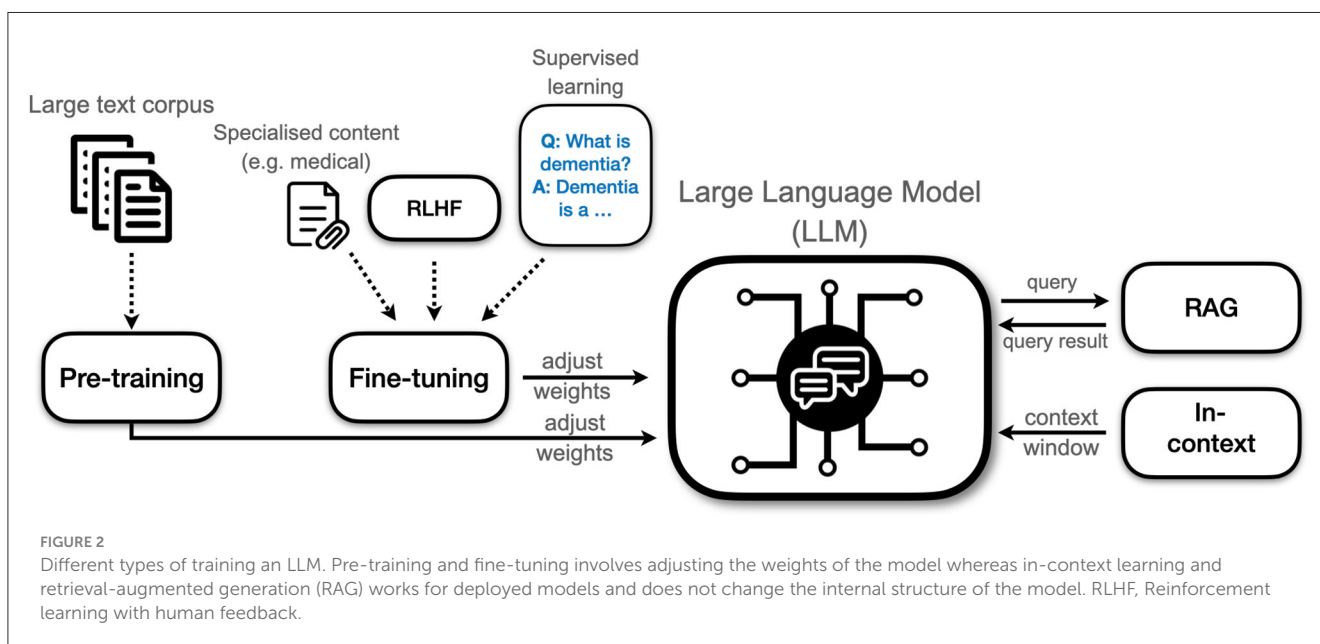 Large text corpus
Specialised content
(e.g. medical)
RLHF
Supervised
learning
Q: What is
dementia?
A: Dementia
is a ...
Pre-training
Fine-tuning
adjust
weights
adjust
weights
Large Language Model
(LLM)
query
query result
RAG
context
window
In-
context
FIGURE 2
Different types of training an LLM. Pre-training and fine-tuning involves adjusting the weights of the model whereas in-context learning and
retrieval-augmented generation (RAG) works for deployed models and does not change the internal structure of the model. RLHF, Reinforcement
learning with human feedback.